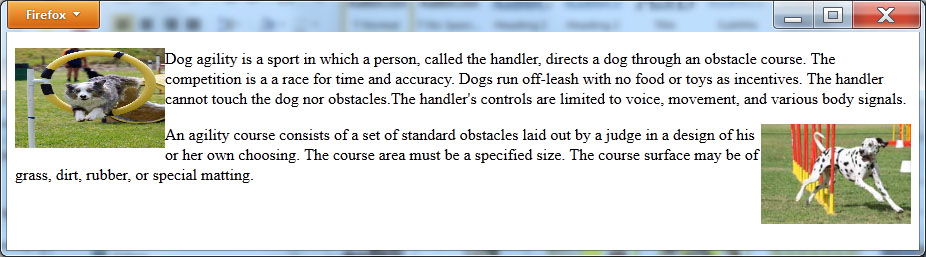 Firefox
Dog agility is a sport in which a person, called the handler, directs a dog through an obstacle course. The
competition is a a race for time and accuracy. Dogs run off-leash with no food or toys as incentives. The handler
cannot touch the dog nor obstacles.The handler's controls are limited to voice, movement, and various body signals.
An agility course consists of a set of standard obstacles laid out by a judge in a design of his
or her own choosing. The course area must be a specified size. The course surface may be of
grass, dirt, rubber, or special matting.